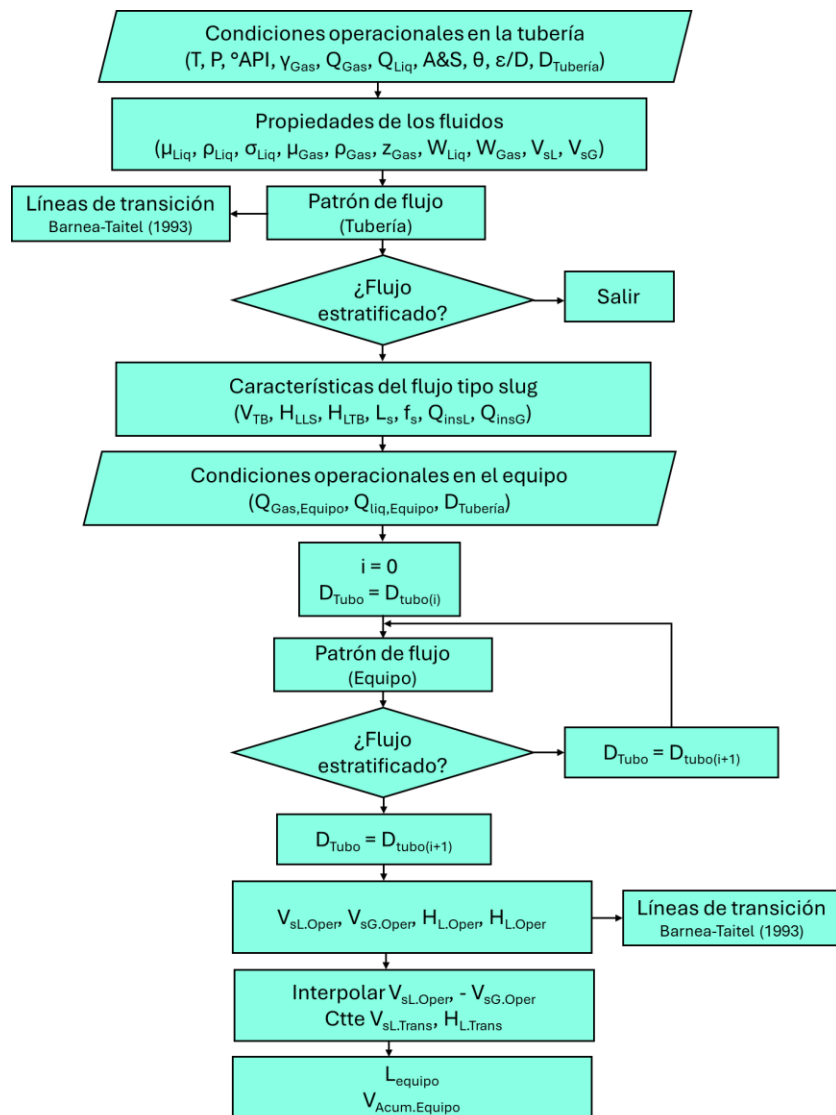 Condiciones operacionales en la tubería
(T, P, °API, γGas, QGas, QLiq, A&S, θ, ε/D, DTubería)
Propiedades de los fluidos
(μLiq, ρLiq, σLiq, μGas, ρGas, zGas, WLiq, WGas, VsL, VsG)
Líneas de transición
Barnea-Taitel (1993)
Patrón de flujo
(Tubería)
¿Flujo
estratificado?
Salir
Características del flujo tipo slug
(VTB, HLLS, HLTB, Ls, fs, QinsL, QinsG)
Condiciones operacionales en el equipo
(QGas,Equipo, Qliq,Equipo, DTubería)
i = 0
DTubo = Dtubo(i)
Patrón de flujo
(Equipo)
¿Flujo
estratificado?
DTubo = Dtubo(i+1)
DTubo = Dtubo(i+1)
VsL.Oper, VsG.Oper, HL.Oper, HL.Oper
Líneas de transición
Barnea-Taitel (1993)
Interpolar VsL.Oper, - VsG.Oper
Ctte VsL.Trans, HL.Trans
Lequipo
VAcum.Equipo